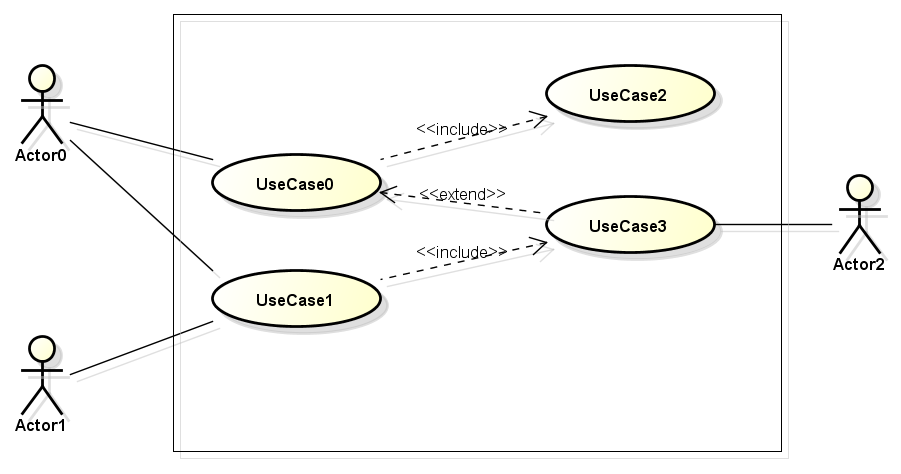 UseCase2
<<include>>
Actor0
UseCase0
<<extend>>
UseCase3
<<include>>
Actor2
UseCase1
Actor1